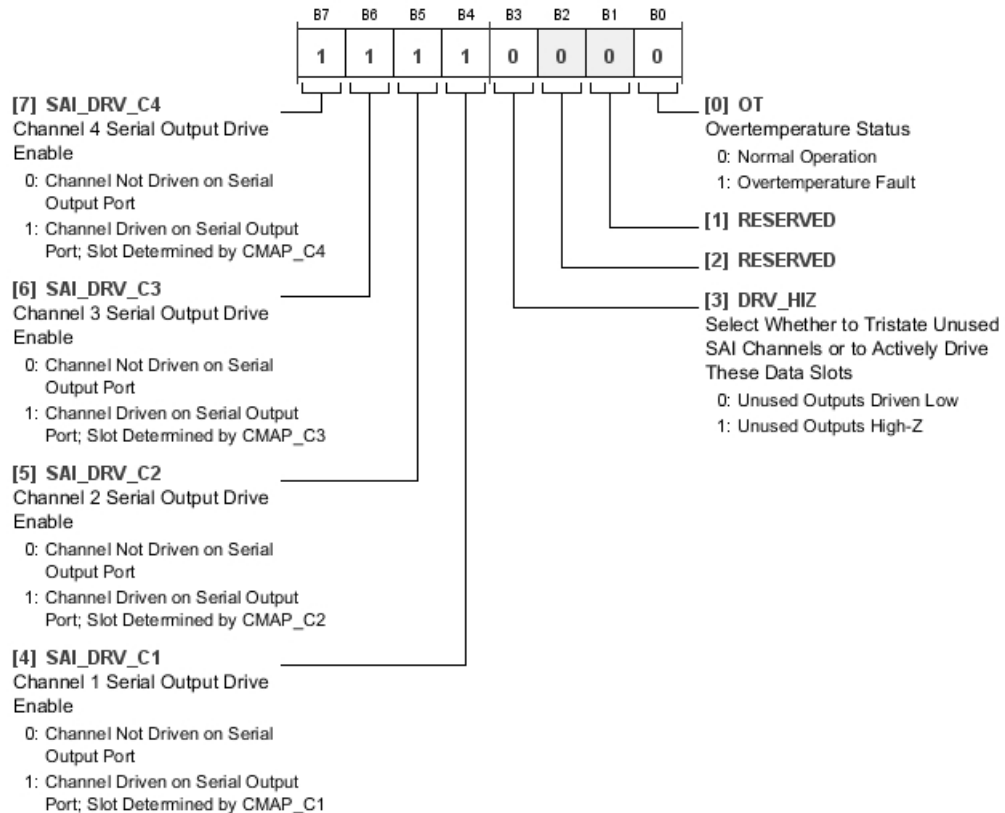 B7 B6 B5 B4 B3 B2 B1 B0
1 1 1 1 0 0 0 0
[7] SAI_DRV_C4
Channel 4 Serial Output Drive
Enable
0: Channel Not Driven on Serial
Output Port
1: Channel Driven on Serial Output
Port; Slot Determined by CMAP_C4
[6] SAI_DRV_C3
Channel 3 Serial Output Drive
Enable
0: Channel Not Driven on Serial
Output Port
1: Channel Driven on Serial Output
Port; Slot Determined by CMAP_C3
[5] SAI_DRV_C2
Channel 2 Serial Output Drive
Enable
0: Channel Not Driven on Serial
Output Port
1: Channel Driven on Serial Output
Port; Slot Determined by CMAP_C2
[4] SAI_DRV_C1
Channel 1 Serial Output Drive
Enable
0: Channel Not Driven on Serial
Output Port
1: Channel Driven on Serial Output
Port; Slot Determined by CMAP_C1
[0] OT
Overtemperature Status
0: Normal Operation
1: Overtemperature Fault
[1] RESERVED
[2] RESERVED
[3] DRV_HIZ
Select Whether to Tristate Unused
SAI Channels or to Actively Drive
These Data Slots
0: Unused Outputs Driven Low
1: Unused Outputs High-Z